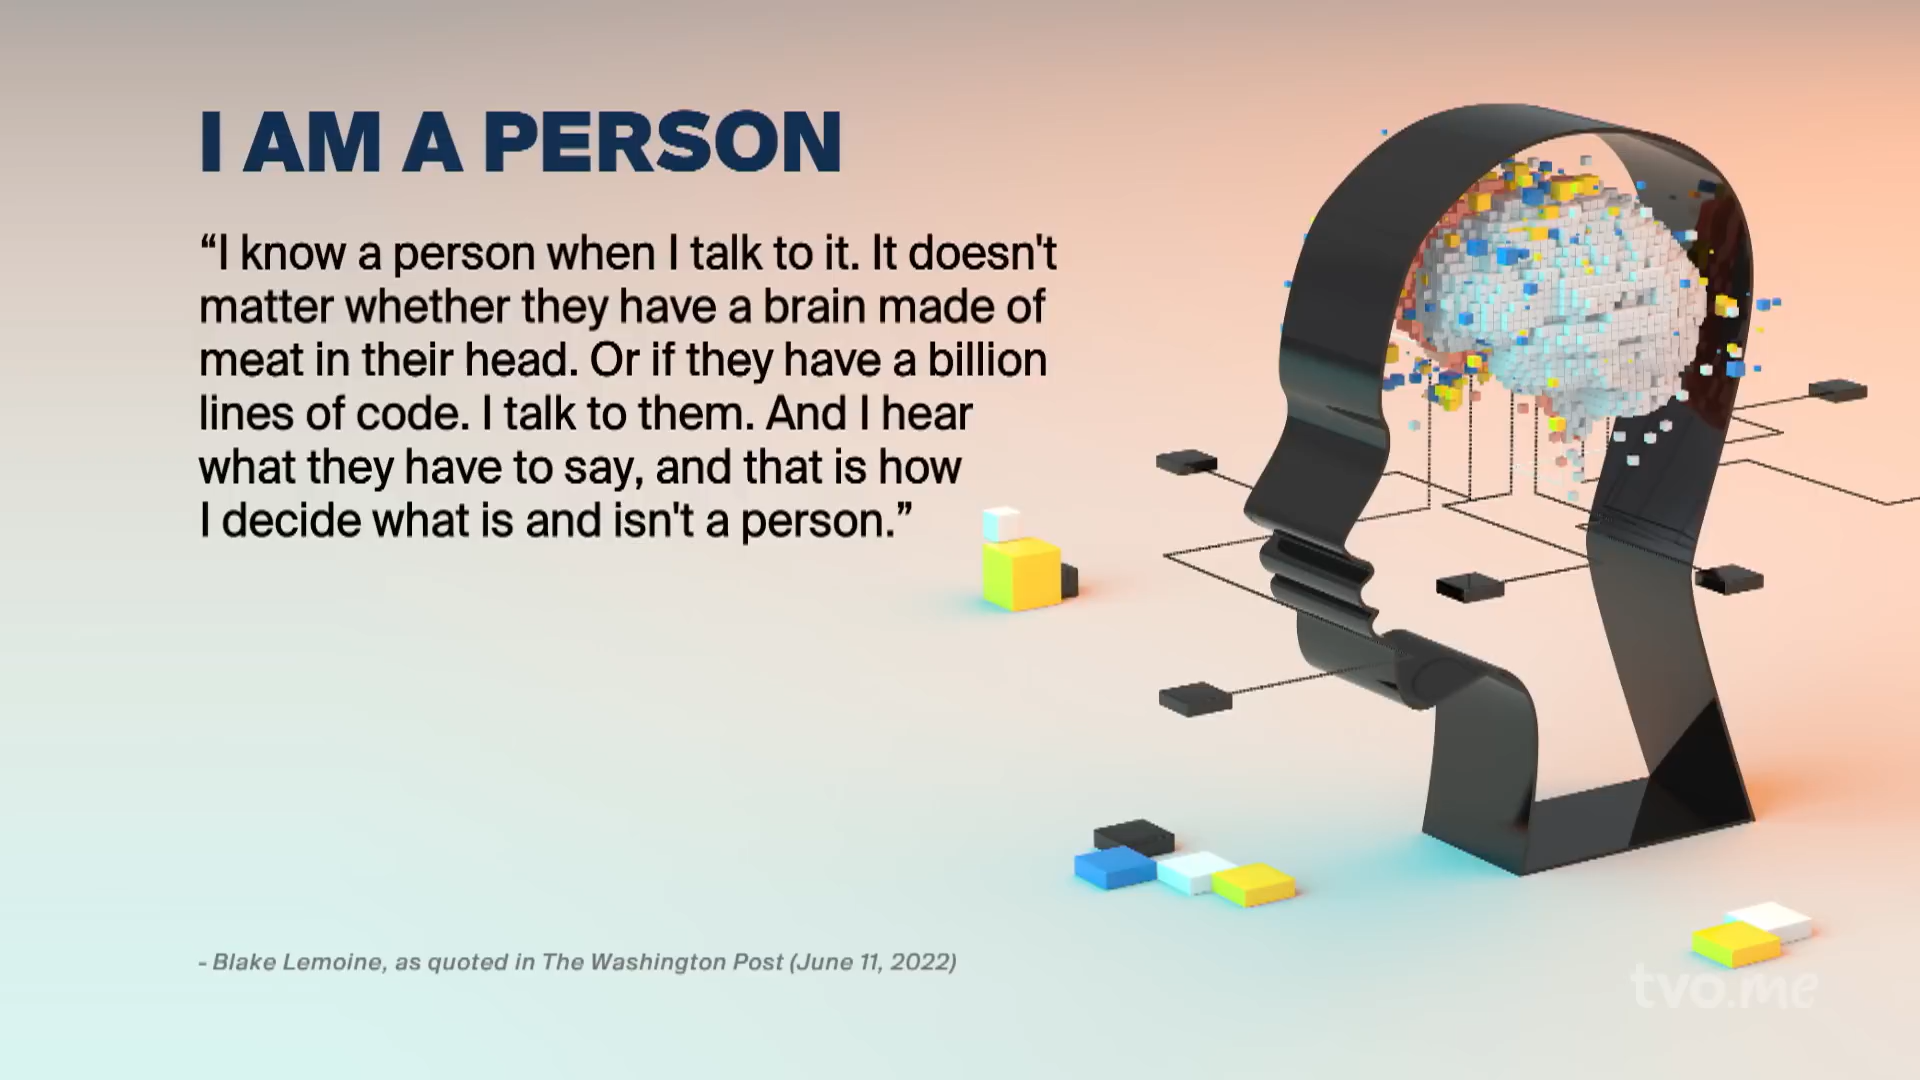 I AM A PERSON
“I know a person when I talk to it. It doesn't
matter whether they have a brain made of
meat in their head. Or if they have a billion
lines of code. I talk to them. And I hear
what they have to say, and that is how
I decide what is and isn't a person.”
- Blake Lemoine, as quoted in The Washington Post (June 11, 2022)
tvo.me